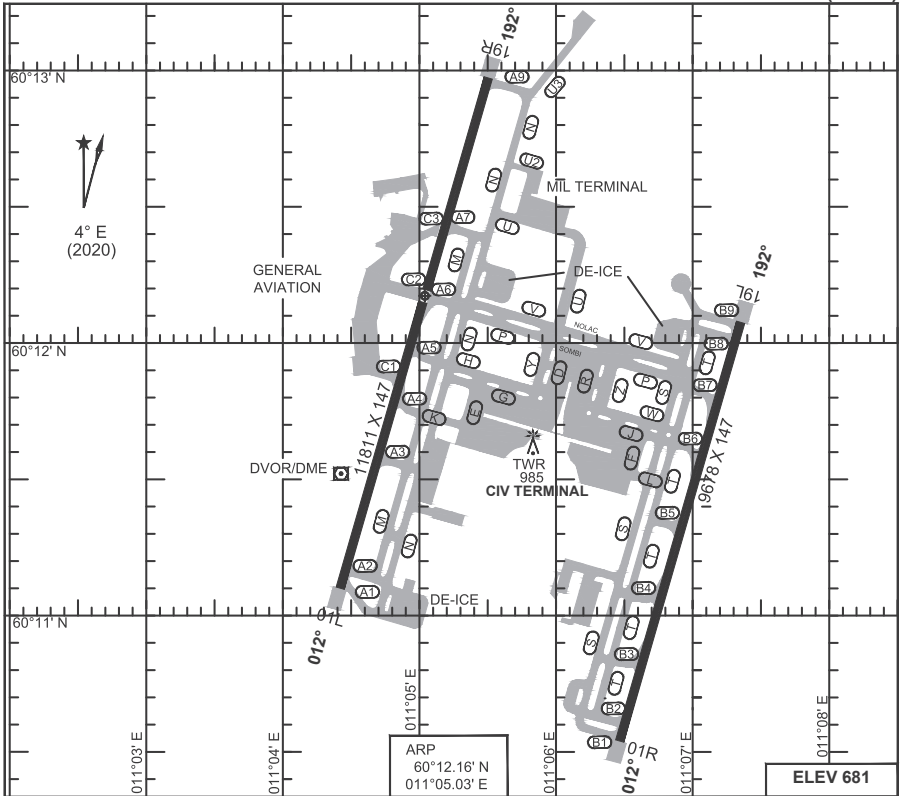 192°
19R
A9
U3
60°13' N
N
U2
N
MIL TERMINAL
4° E
(2020)
C3
A7
U
M
GENERAL
AVIATION
C2
A6
DE-ICE
192°
19L
U
V
B9
NOLAC
60°12' N
A5
N
P
V
B8
SOMBI
C1
H
Y
D
R
T
Z
P
S
B7
A4
G
K
E
W
11811 X 147
J
B6
A3
TWR
985
F
9678 X 147
DVOR/DME
CIV TERMINAL
L
T
M
B5
S
N
T
A2
A1
DE-ICE
B4
60°11' N
01L
012°
S
T
B3
T
B2
B1
01R
012°
011°03' E
011°04' E
011°05' E
011°06' E
011°07' E
011°08' E
ARP
60°12.16' N
011°05.03' E
ELEV 681